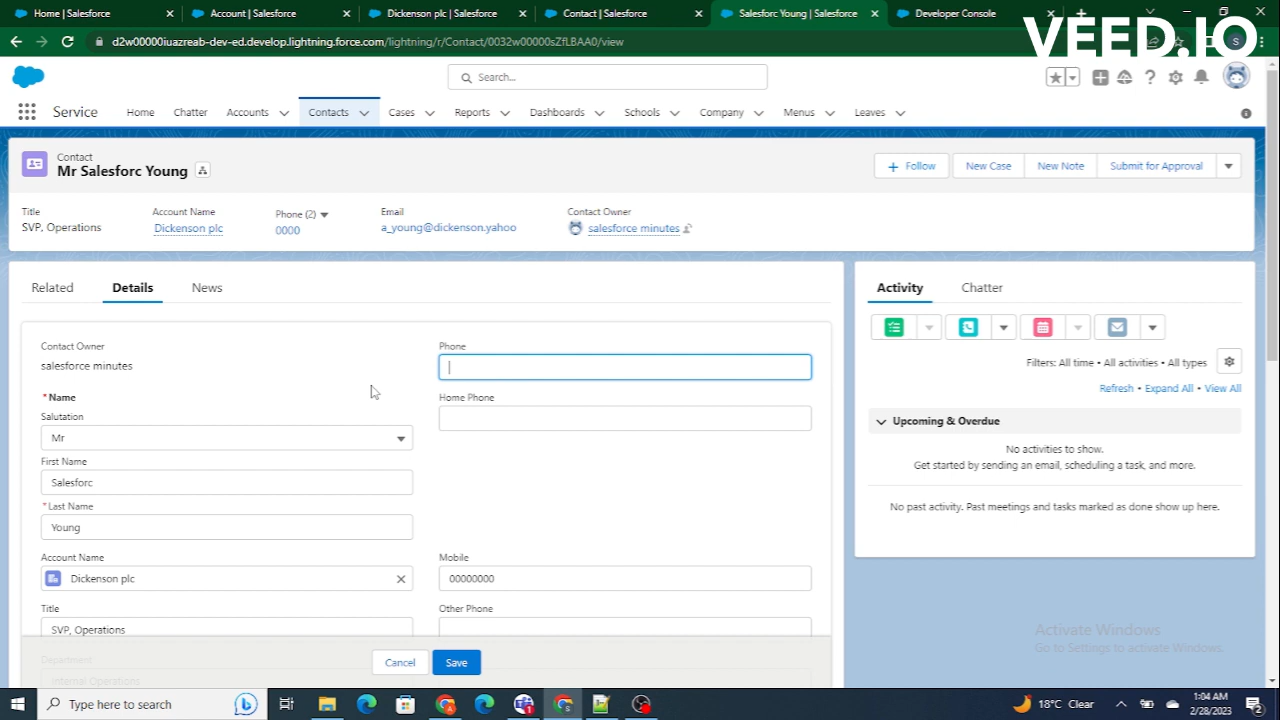 Home | Salesforce
Account | Salesforce
Dickenson plc | Salesforce
Contact | Salesforce
Salesforc Young | Salesforce
Developer Console
VEED.IO
d2w00000iuazreab-dev-ed.develop.lightning.force.com/lightning/r/Contact/0032w00000sZfLBAA0/view
Search...
Service
Home
Chatter
Accounts
Contacts
Cases
Reports
Dashboards
Schools
Company
Menus
Leaves
Contact
Mr Salesforc Young
Follow
New Case
New Note
Submit for Approval
Title
Account Name
Phone (2)
Email
Contact Owner
SVP, Operations
Dickenson plc
0000
a_young@dickenson.yahoo
salesforce minutes
Related
Details
News
Contact Owner
salesforce minutes
Phone
*Name
Salutation
Home Phone
Mr
First Name
Salesforc
*Last Name
Young
Account Name
Dickenson plc
Mobile
00000000
Title
SVP, Operations
Other Phone
Department
Internal Operations
Cancel
Save
Activity
Chatter
Filters: All time • All activities • All types
Refresh • Expand All • View All
Upcoming & Overdue
No activities to show.
Get started by sending an email, scheduling a task, and more.
No past activity. Past meetings and tasks marked as done show up here.
Activate Windows
Go to Settings to activate Windows.
Type here to search
18°C Clear
1:04 AM
2/28/2023